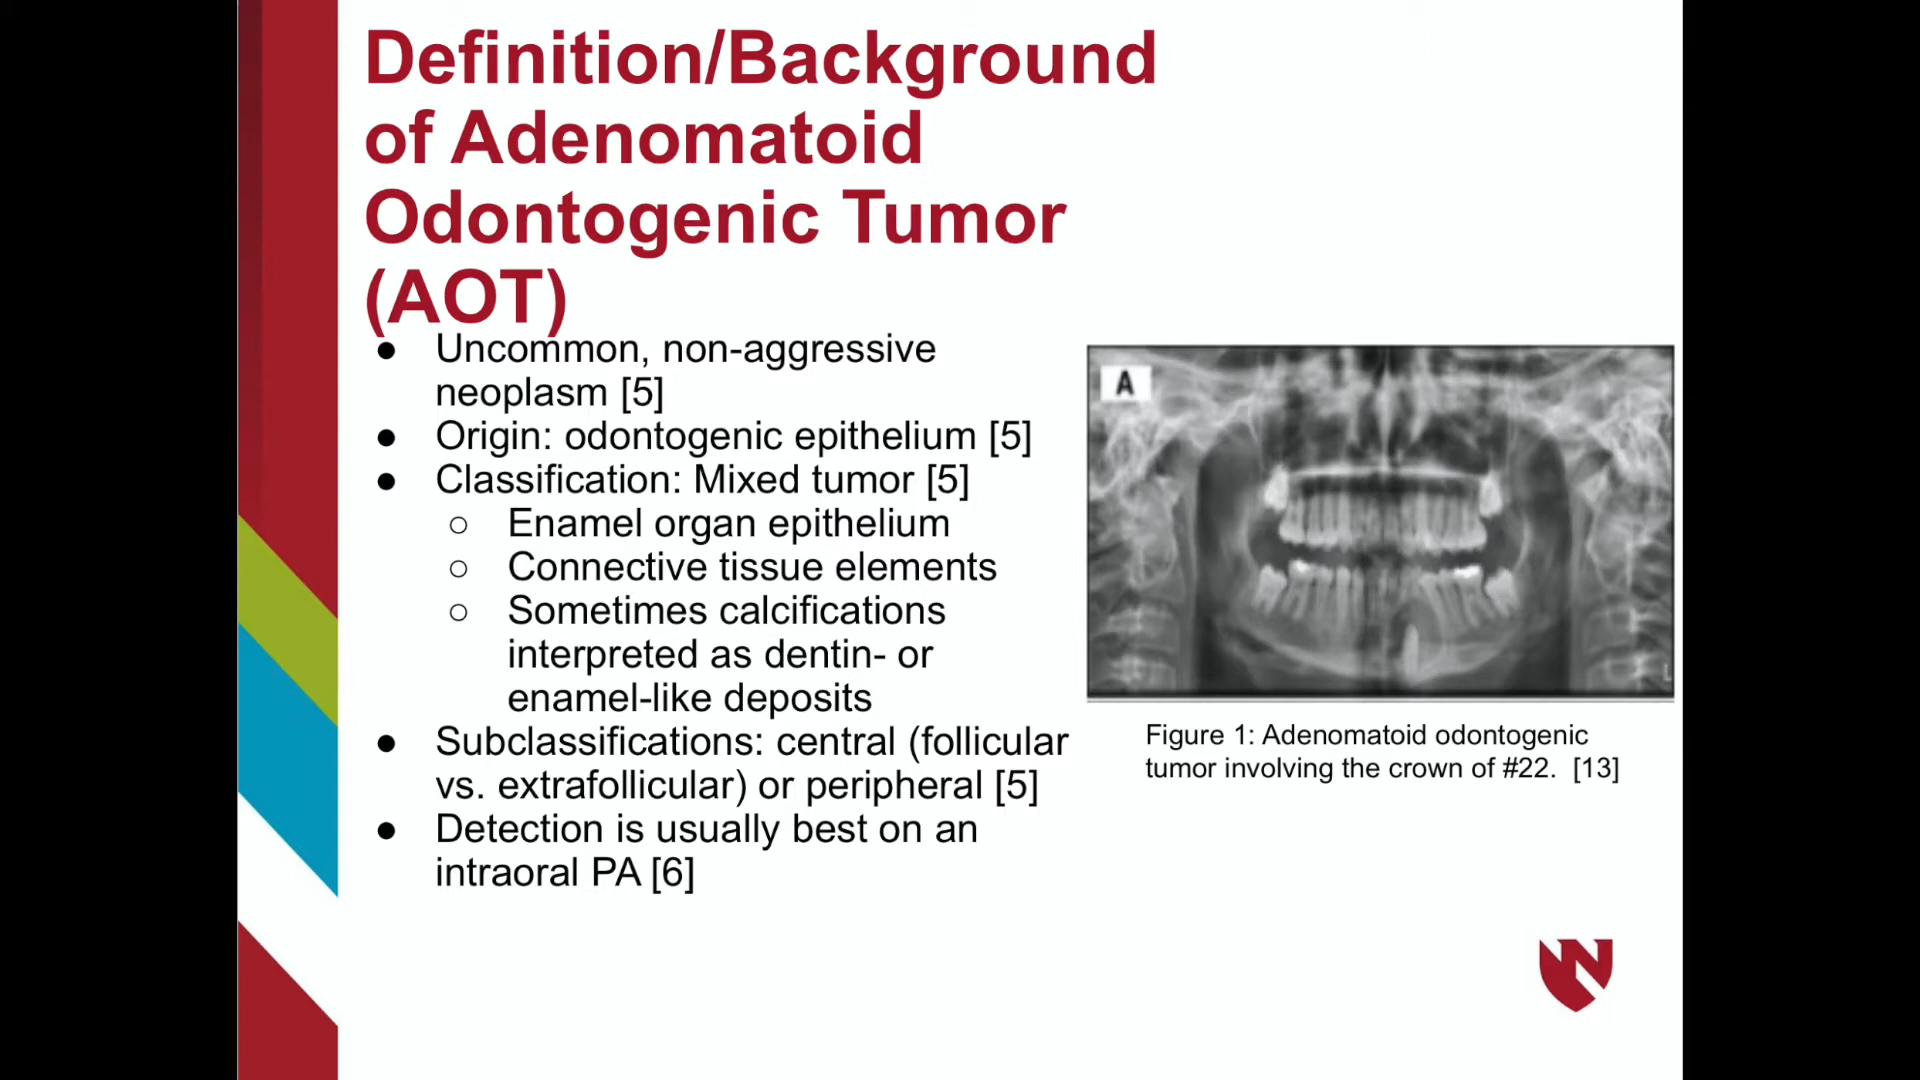 Definition/Background
of Adenomatoid
Odontogenic Tumor
(AOT)
● Uncommon, non-aggressive
neoplasm [5]
● Origin: odontogenic epithelium [5]
● Classification: Mixed tumor [5]
○ Enamel organ epithelium
○ Connective tissue elements
○ Sometimes calcifications
interpreted as dentin- or
enamel-like deposits
● Subclassifications: central (follicular
vs. extrafollicular) or peripheral [5]
● Detection is usually best on an
intraoral PA [6]
A
L
Figure 1: Adenomatoid odontogenic
tumor involving the crown of #22. [13]
N